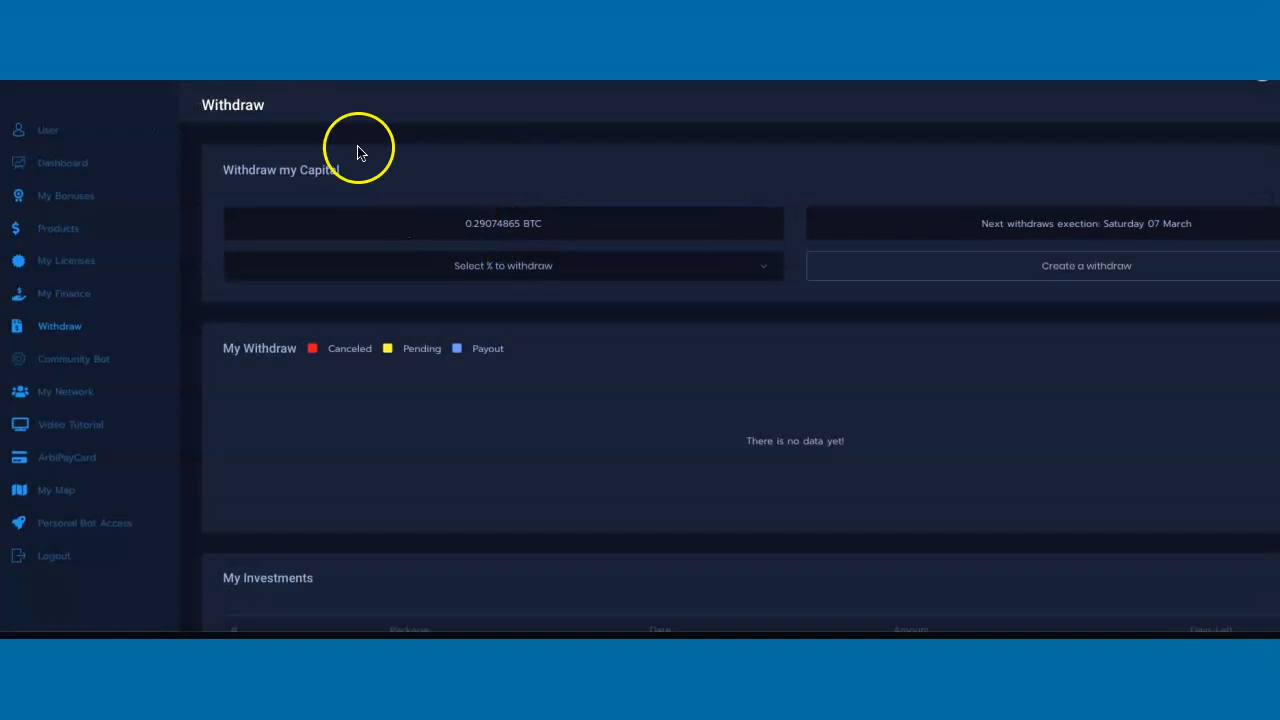 Withdraw
User
Dashboard
My Bonuses
Products
My Licenses
My Finance
Withdraw
Community Bot
My Network
Video Tutorial
ArbiPayCard
My Map
Personal Bot Access
Logout
Withdraw my Capital
0.29074865 BTC
Next withdraws exection: Saturday 07 March
Select % to withdraw
Create a withdraw
My Withdraw Canceled Pending Payout
There is no data yet!
My Investments
# Package Date Amount Days Left